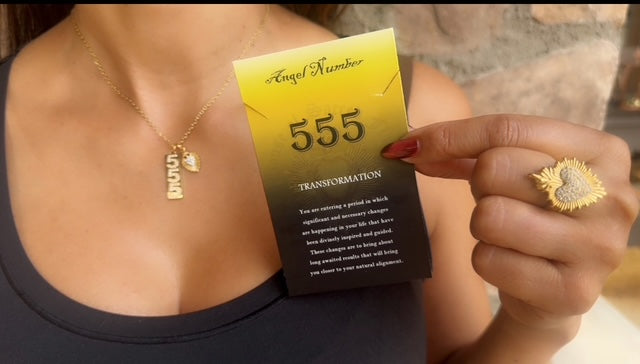 Angel Number
555
TRANSFORMATION
You are entering a period in which
significant and necessary changes
are happening in your life that have
been divinely inspired and guided.
These changes are to bring about
long awaited results that will bring
you closer to your natural alignment.
555